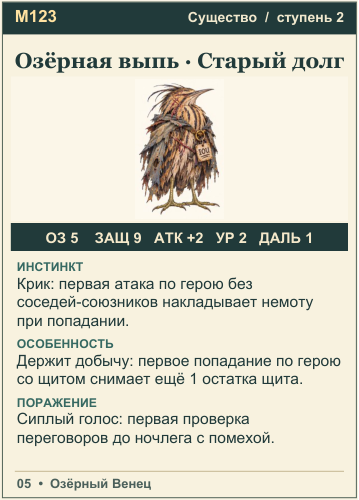 M123
Существо / ступень 2
Озёрная выпь · Старый долг
IOU
ОЗ 5 ЗАЩ 9 АТК +2 УР 2 ДАЛЬ 1
ИНСТИНКТ
Крик: первая атака по герою без
соседей-союзников накладывает немоту
при попадании.
ОСОБЕННОСТЬ
Держит добычу: первое попадание по герою
со щитом снимает ещё 1 остатка щита.
ПОРАЖЕНИЕ
Сиплый голос: первая проверка
переговоров до ночлега с помехой.
05 • Озёрный Венец